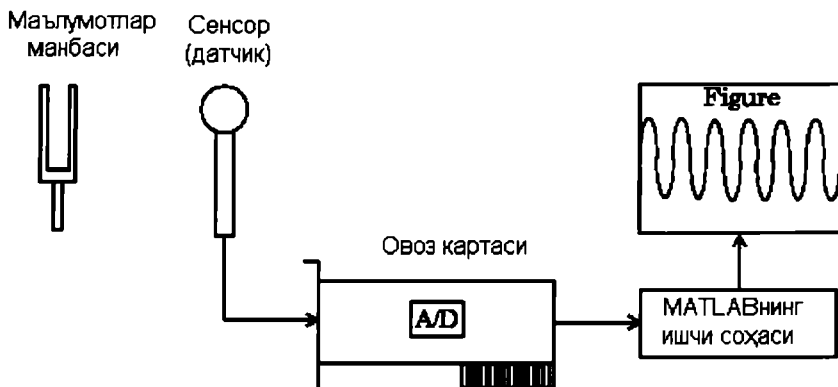 Маълумотлар
манбаси
Сенсор
(датчик)
Figure
Овоз картаси
A/D
MATLABнинг
ишчи соҳаси